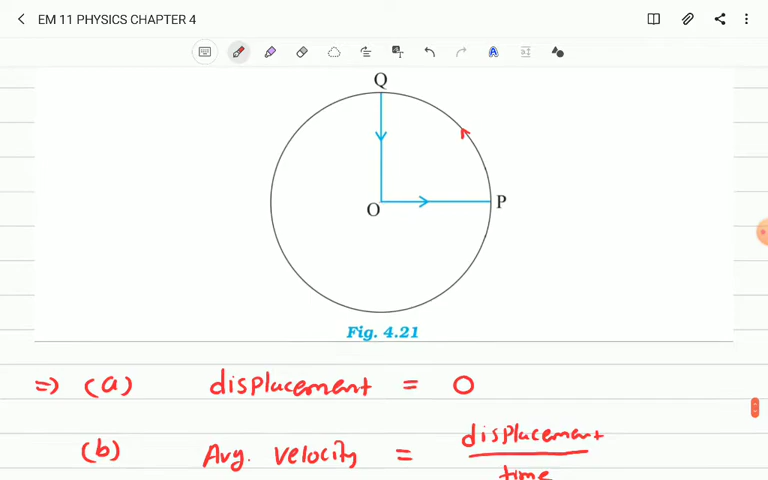 EM 11 PHYSICS CHAPTER 4
Q
O
P
Fig. 4.21
=> (a) displacement = 0
(b) Avg. velocity = displacement
time